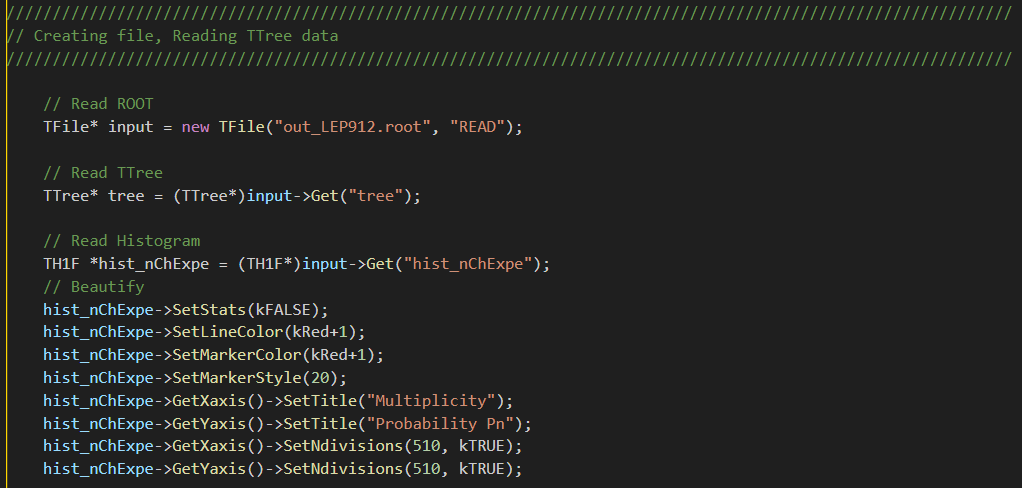 //////////////////////////////////////////////////////////////////////////////////////////////////////////////
// Creating file, Reading TTree data
//////////////////////////////////////////////////////////////////////////////////////////////////////////////
// Read ROOT
TFile* input = new TFile("out_LEP912.root", "READ");
// Read TTree
TTree* tree = (TTree*)input->Get("tree");
// Read Histogram
TH1F *hist_nChExpe = (TH1F*)input->Get("hist_nChExpe");
// Beautify
hist_nChExpe->SetStats(kFALSE);
hist_nChExpe->SetLineColor(kRed+1);
hist_nChExpe->SetMarkerColor(kRed+1);
hist_nChExpe->SetMarkerStyle(20);
hist_nChExpe->GetXaxis()->SetTitle("Multiplicity");
hist_nChExpe->GetYaxis()->SetTitle("Probability Pn");
hist_nChExpe->GetXaxis()->SetNdivisions(510, kTRUE);
hist_nChExpe->GetYaxis()->SetNdivisions(510, kTRUE);